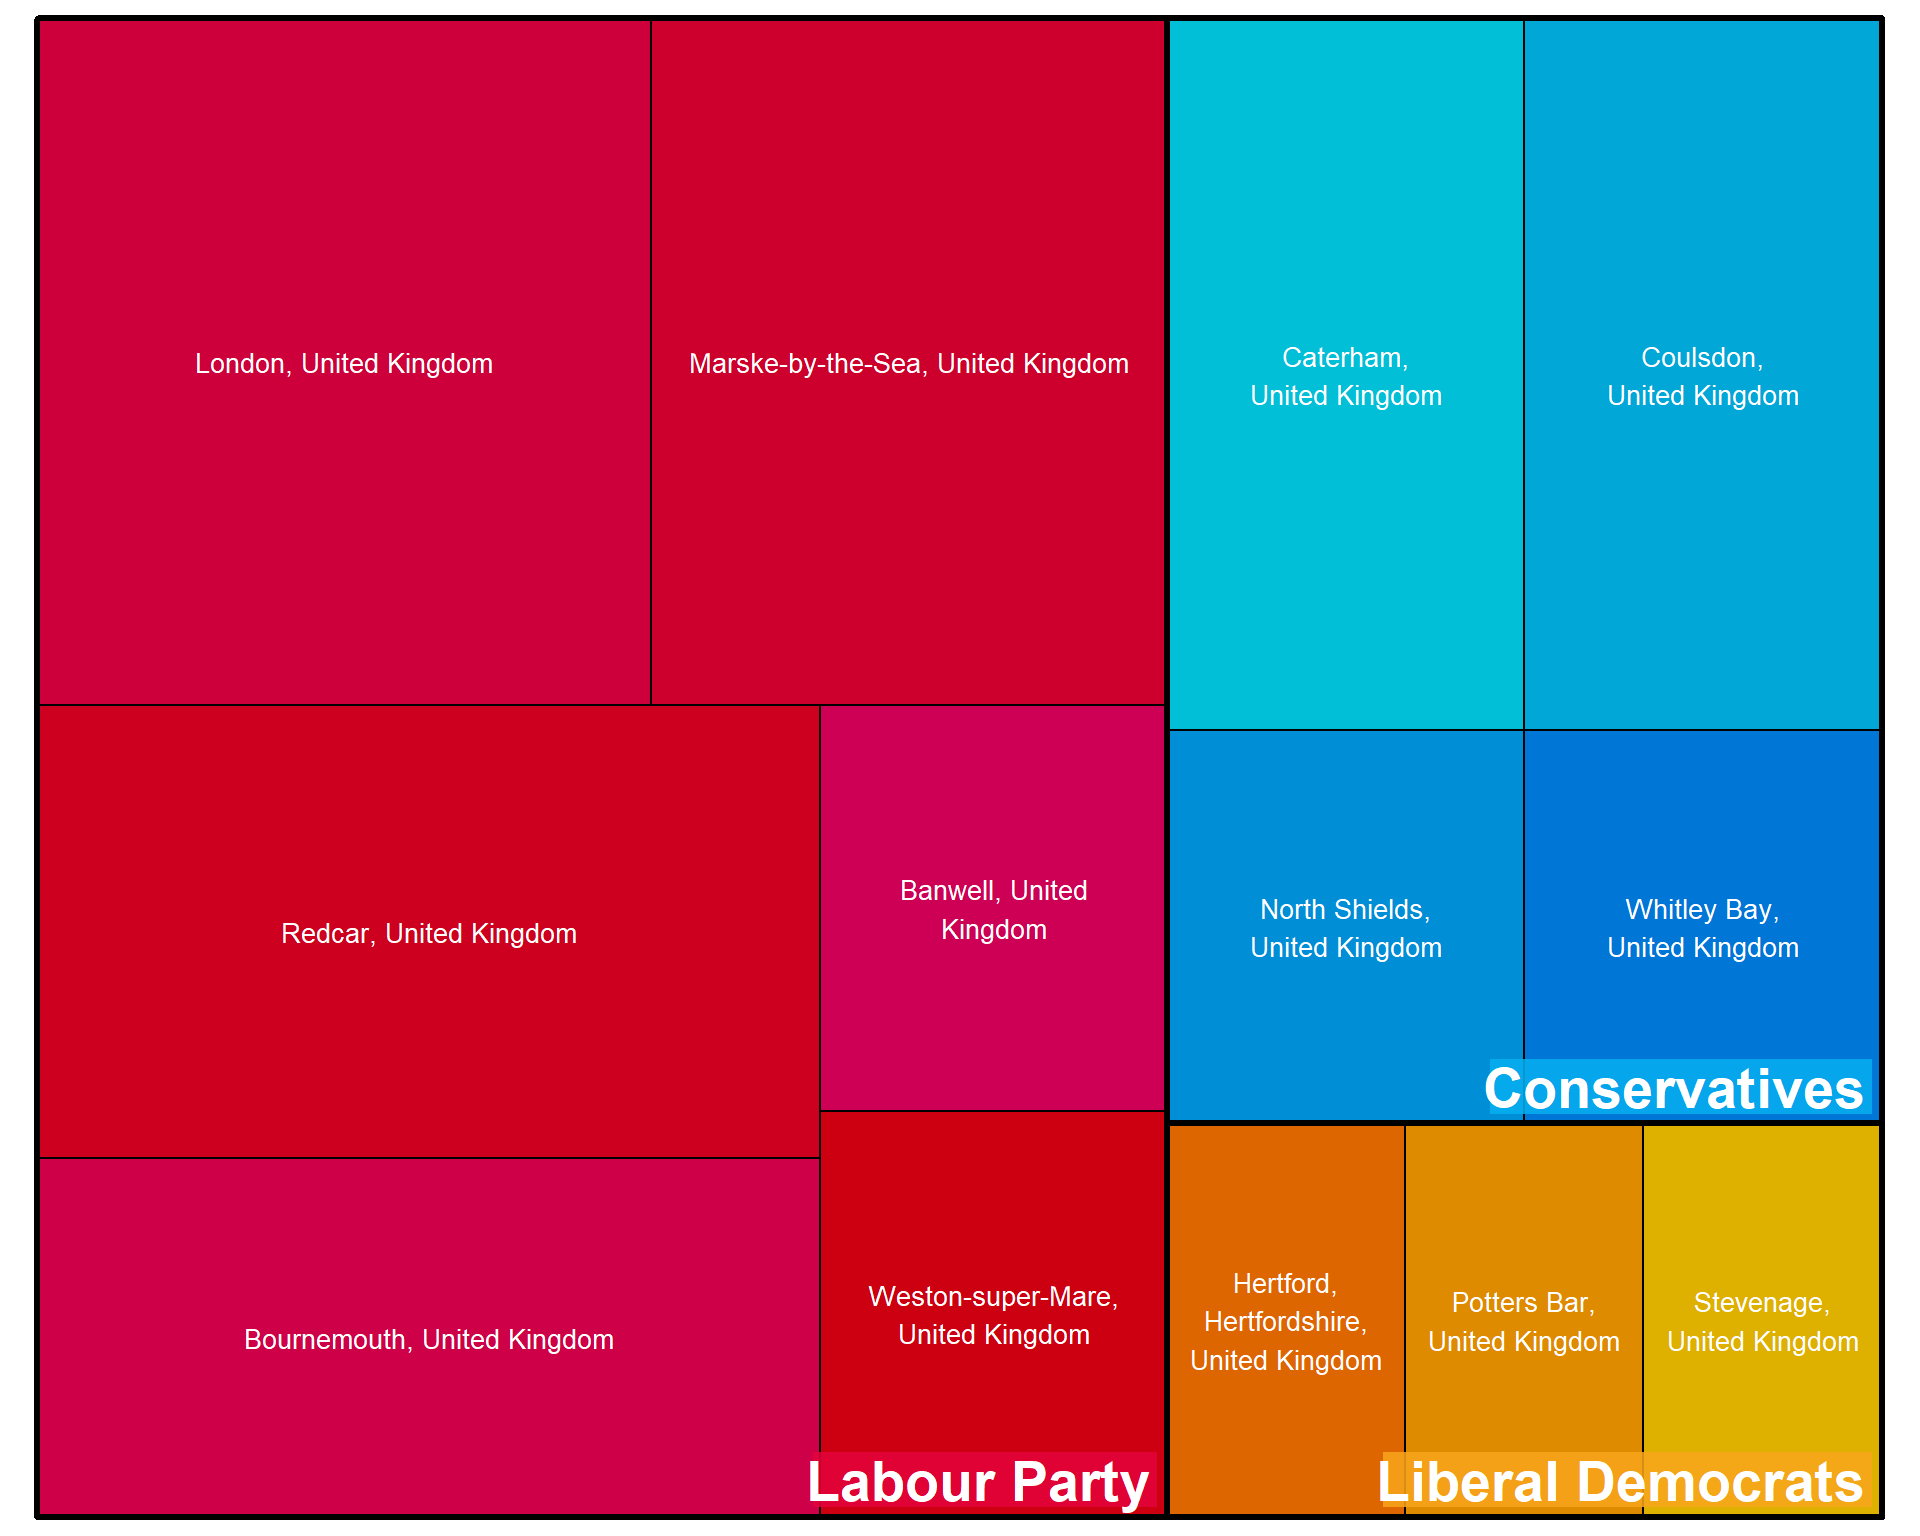 London, United Kingdom
Marske-by-the-Sea, United Kingdom
Caterham,
United Kingdom
Coulsdon,
United Kingdom
Redcar, United Kingdom
Banwell, United
Kingdom
North Shields,
United Kingdom
Whitley Bay,
United Kingdom
Conservatives
Bournemouth, United Kingdom
Weston-super-Mare,
United Kingdom
Labour Party
Hertford,
Hertfordshire,
United Kingdom
Potters Bar,
United Kingdom
Stevenage,
United Kingdom
Liberal Democrats